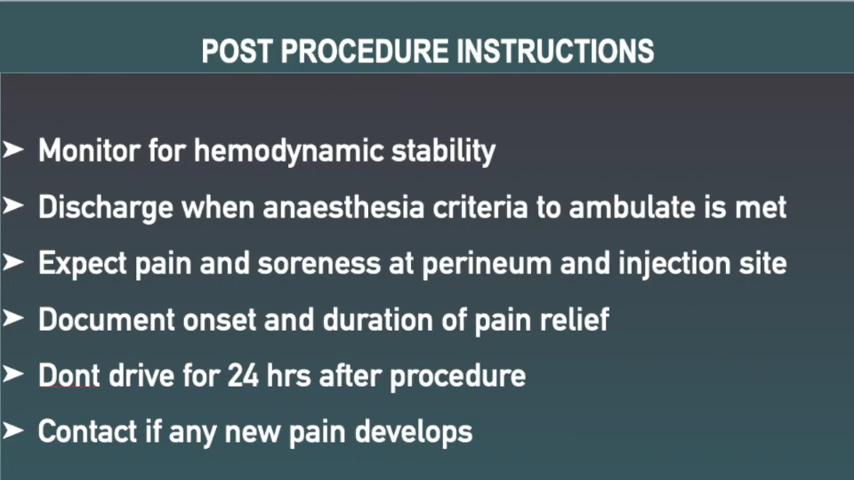 POST PROCEDURE INSTRUCTIONS
➤ Monitor for hemodynamic stability
➤ Discharge when anaesthesia criteria to ambulate is met
➤ Expect pain and soreness at perineum and injection site
➤ Document onset and duration of pain relief
➤ Dont drive for 24 hrs after procedure
➤ Contact if any new pain develops